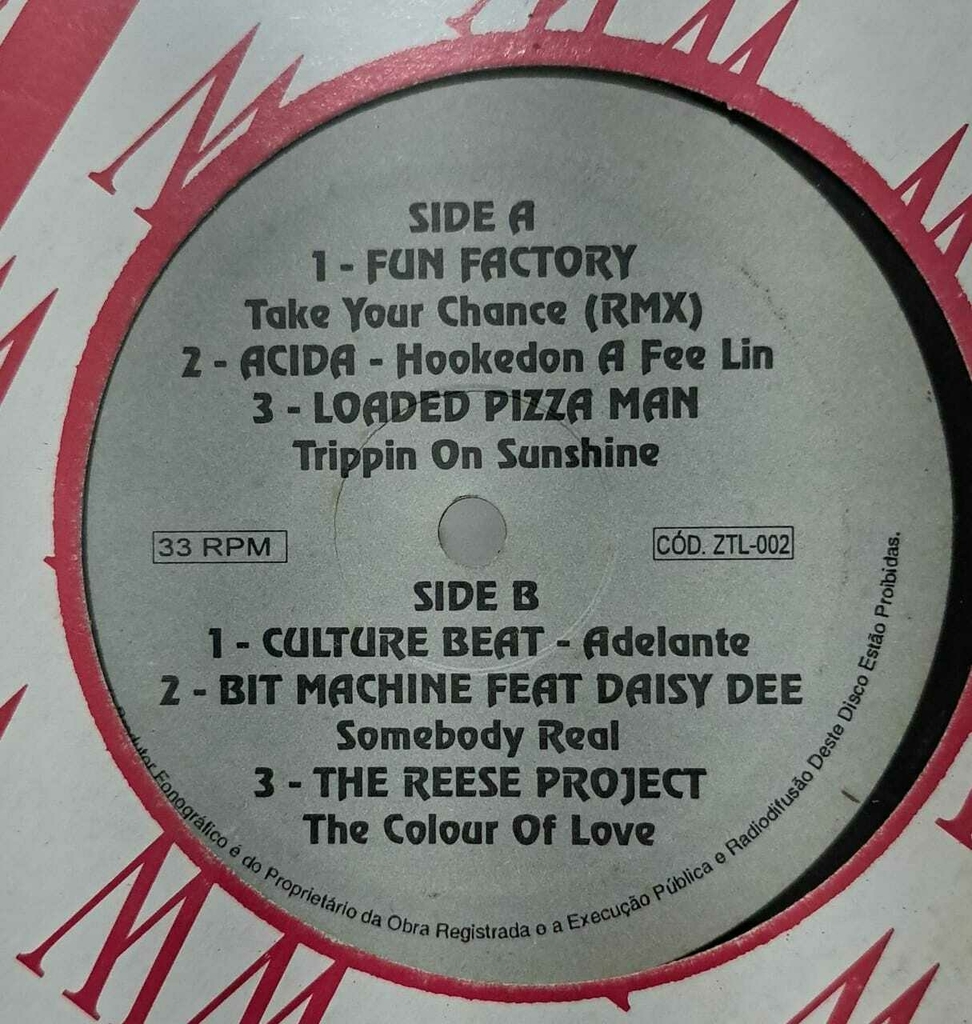 SIDE A
1 - FUN FACTORY
Take Your Chance (RMX)
2 - ACIDA - Hookedon A Fee Lin
3 - LOADED PIZZA MAN
Trippin On Sunshine
33 RPM
CÓD. ZTL-002
SIDE B
1 - CULTURE BEAT - Adelante
2 - BIT MACHINE FEAT DAISY DEE
Somebody Real
3 - THE REESE PROJECT
The Colour Of Love
Fonográfico é do Proprietário da Obra Registrada o a Execução Pública e Radiodifusão Deste Disco Estão Proibidas.